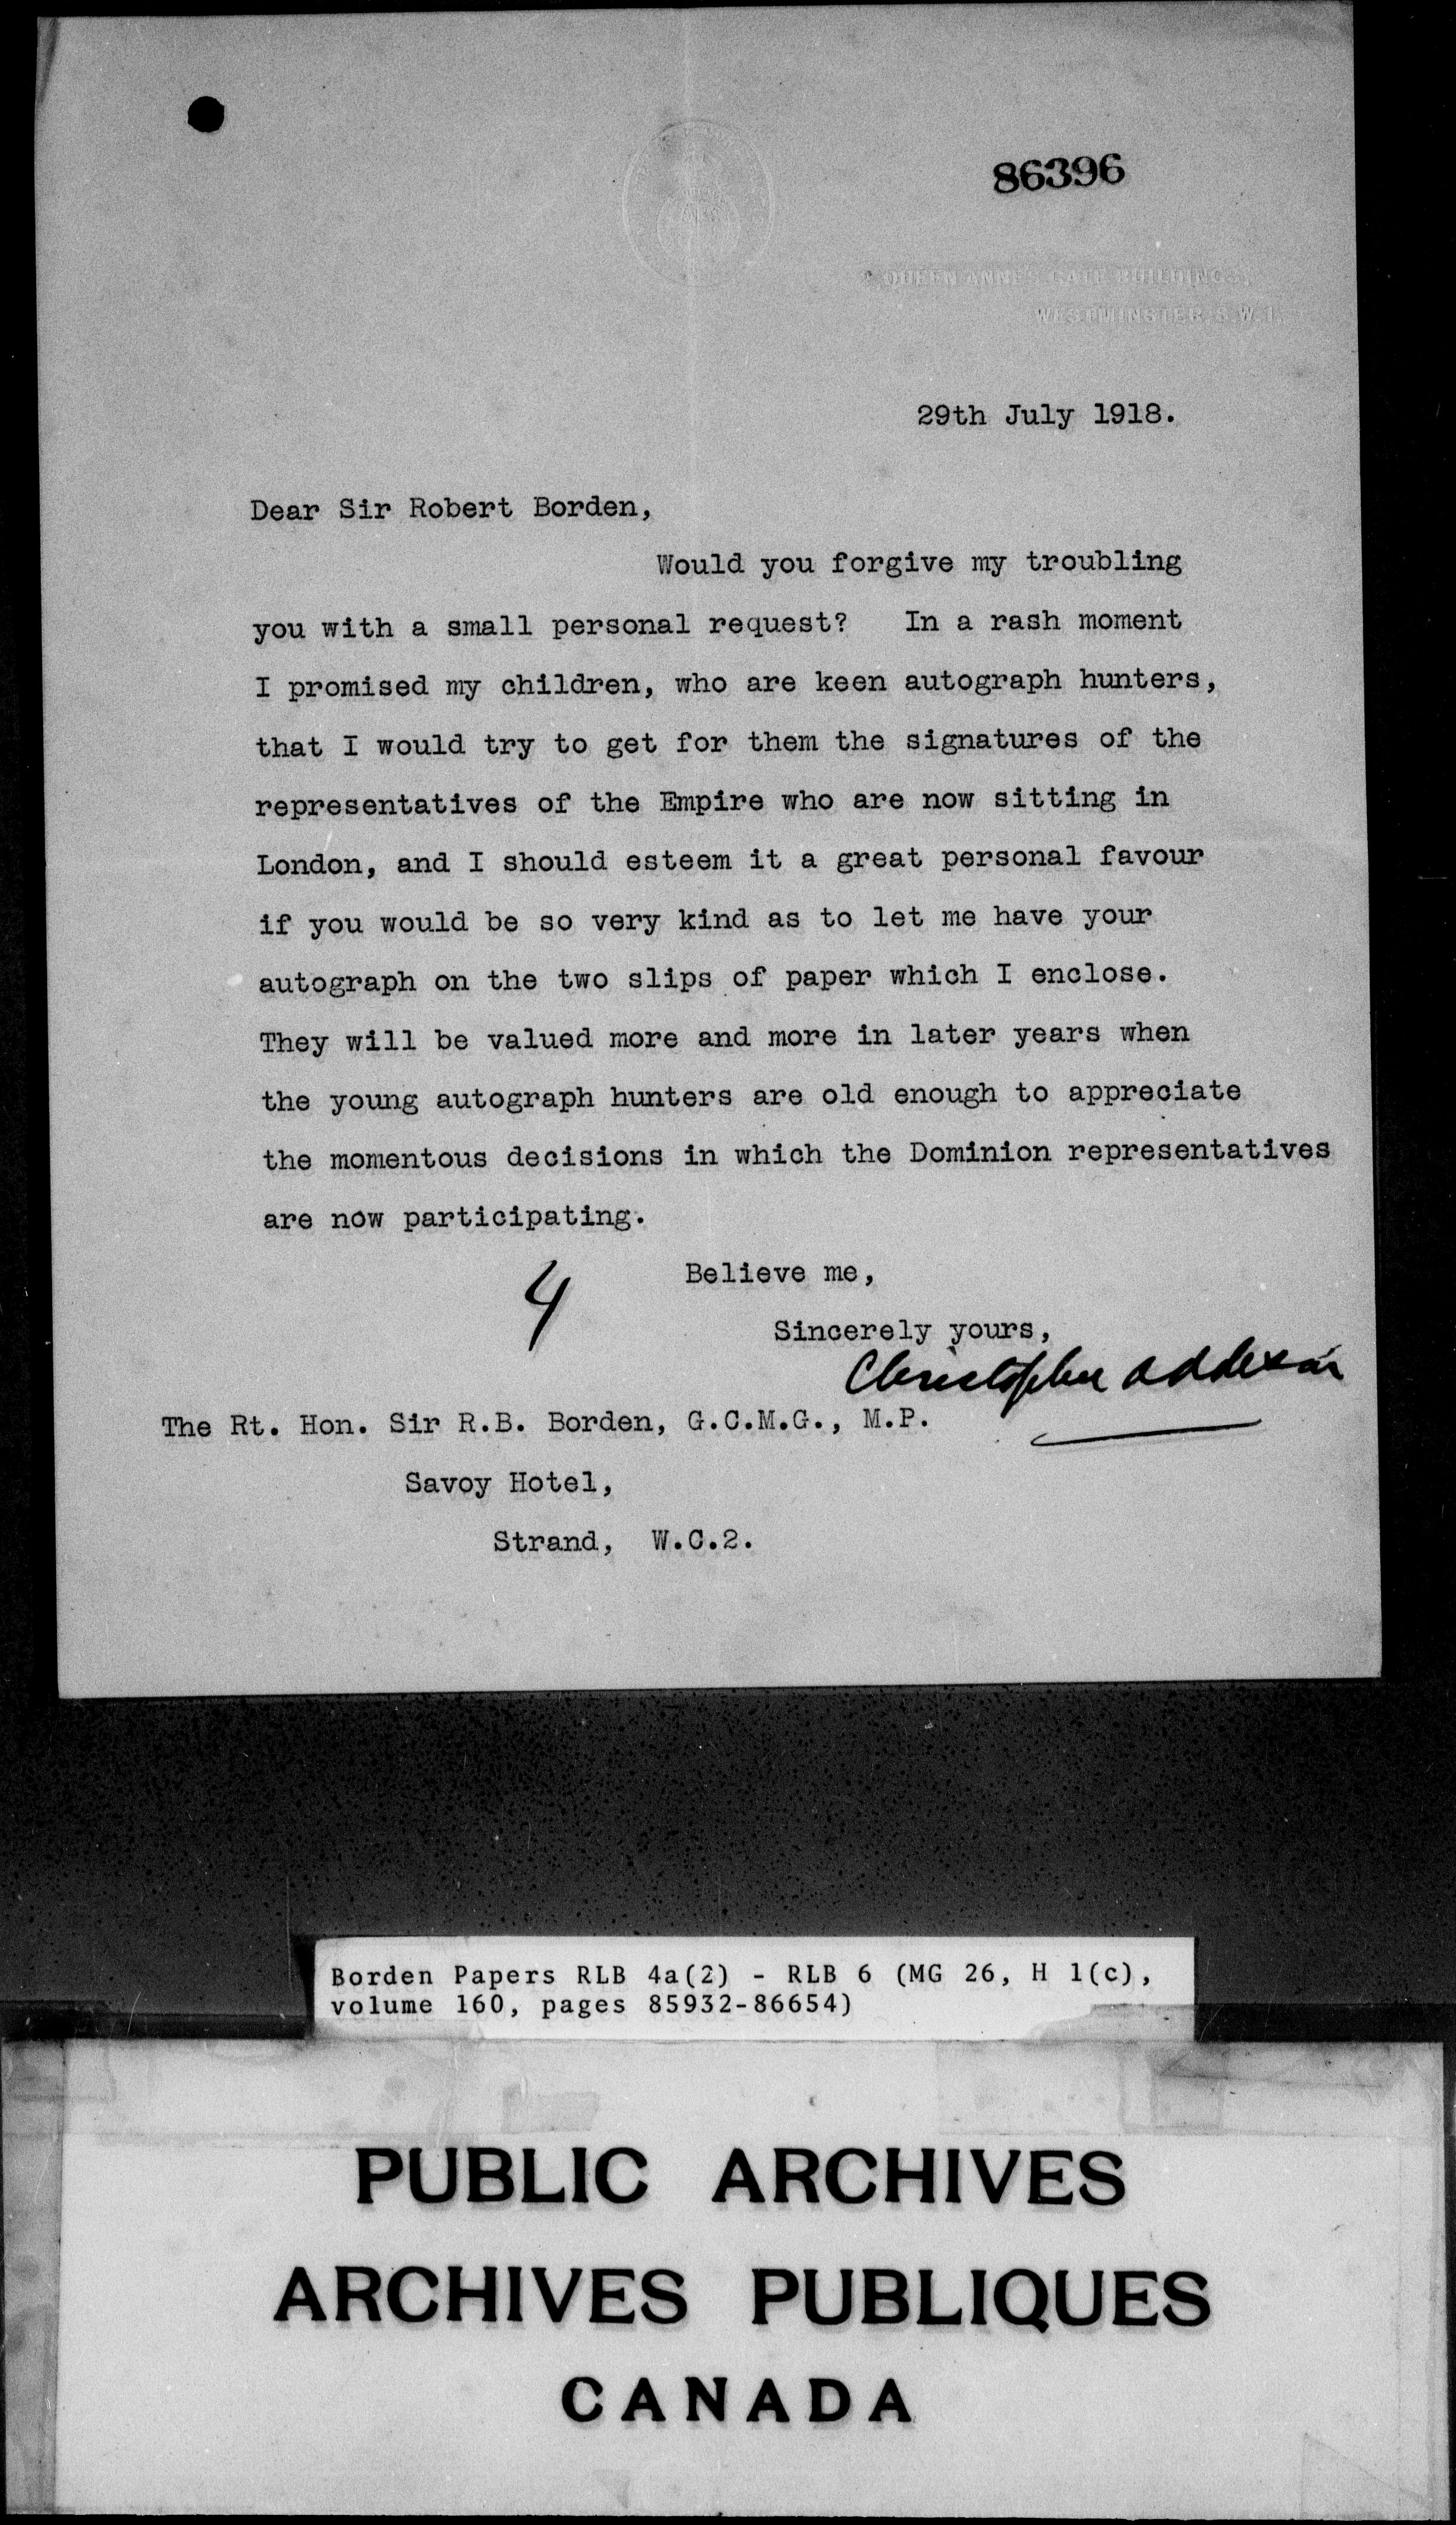 86396
QUEEN ANNE'S GATE BUILDINGS,
WESTMINSTER, S.W.1.
29th July 1918.
Dear Sir Robert Borden,
Would you forgive my troubling
you with a small personal request? In a rash moment
I promised my children, who are keen autograph hunters,
that I would try to get for them the signatures of the
representatives of the Empire who are now sitting in
London, and I should esteem it a great personal favour
if you would be so very kind as to let me have your
autograph on the two slips of paper which I enclose.
They will be valued more and more in later years when
the young autograph hunters are old enough to appreciate
the momentous decisions in which the Dominion representatives
are now participating.
4
Believe me,
Sincerely yours,
Christopher Addison
The Rt. Hon. Sir R.B. Borden, G.C.M.G., M.P.
Savoy Hotel,
Strand, W.C.2.
Borden Papers RLB 4a(2) - RLB 6 (MG 26, H 1(c),
volume 160, pages 85932-86654)
PUBLIC ARCHIVES
ARCHIVES PUBLIQUES
CANADA